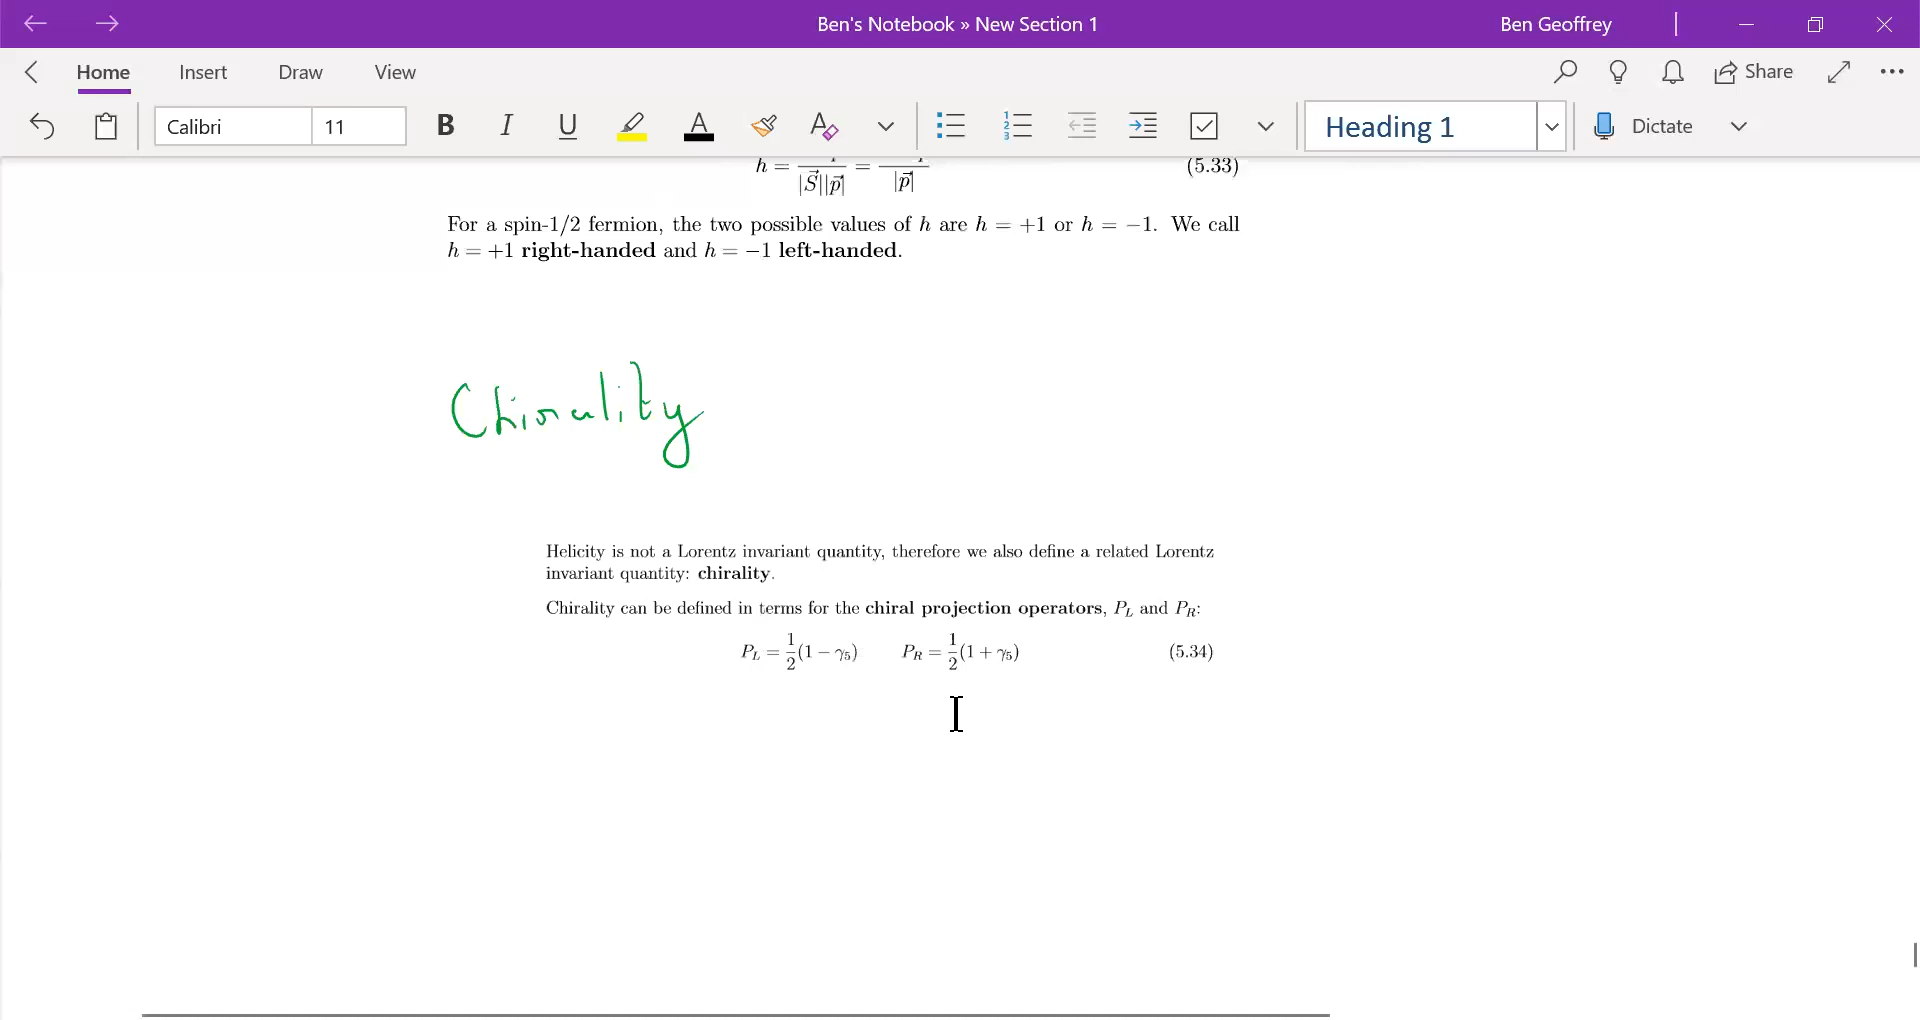 Ben's Notebook » New Section 1
Ben Geoffrey
Home Insert Draw View
Share
Calibri 11 B I U A A Heading 1 Dictate
h = |S⃗||p⃗| = |p⃗| (5.33)
For a spin-1/2 fermion, the two possible values of h are h = +1 or h = −1. We call
h = +1 right-handed and h = −1 left-handed.
Chirality
Helicity is not a Lorentz invariant quantity, therefore we also define a related Lorentz
invariant quantity: chirality.
Chirality can be defined in terms for the chiral projection operators, P_L and P_R:
P_L = 1/2(1 − γ₅) P_R = 1/2(1 + γ₅) (5.34)